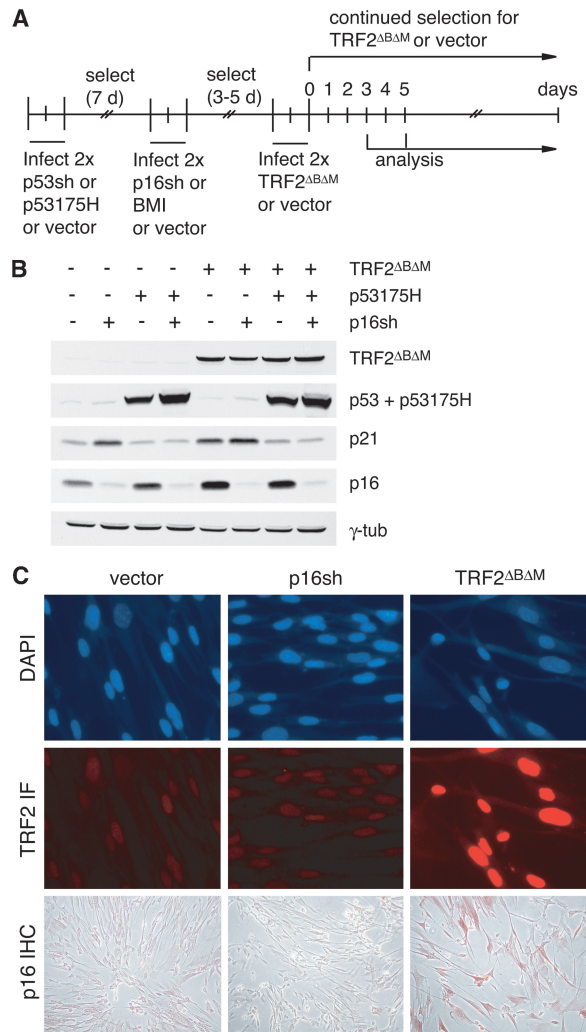 A
continued selection for
TRF2ΔBΔM or vector
select
(7 d)
select
(3-5 d)
0 1 2 3 4 5 days
analysis
Infect 2x
p53sh or
p53175H
or vector
Infect 2x
p16sh or
BMI
or vector
Infect 2x
TRF2ΔBΔM
or vector
B
- - - - + + + + TRF2ΔBΔM
- - + + - - + + p53175H
- + - + - + - + p16sh
TRF2ΔBΔM
p53 + p53175H
p21
p16
γ-tub
C
vector p16sh TRF2ΔBΔM
DAPI
TRF2 IF
p16 IHC